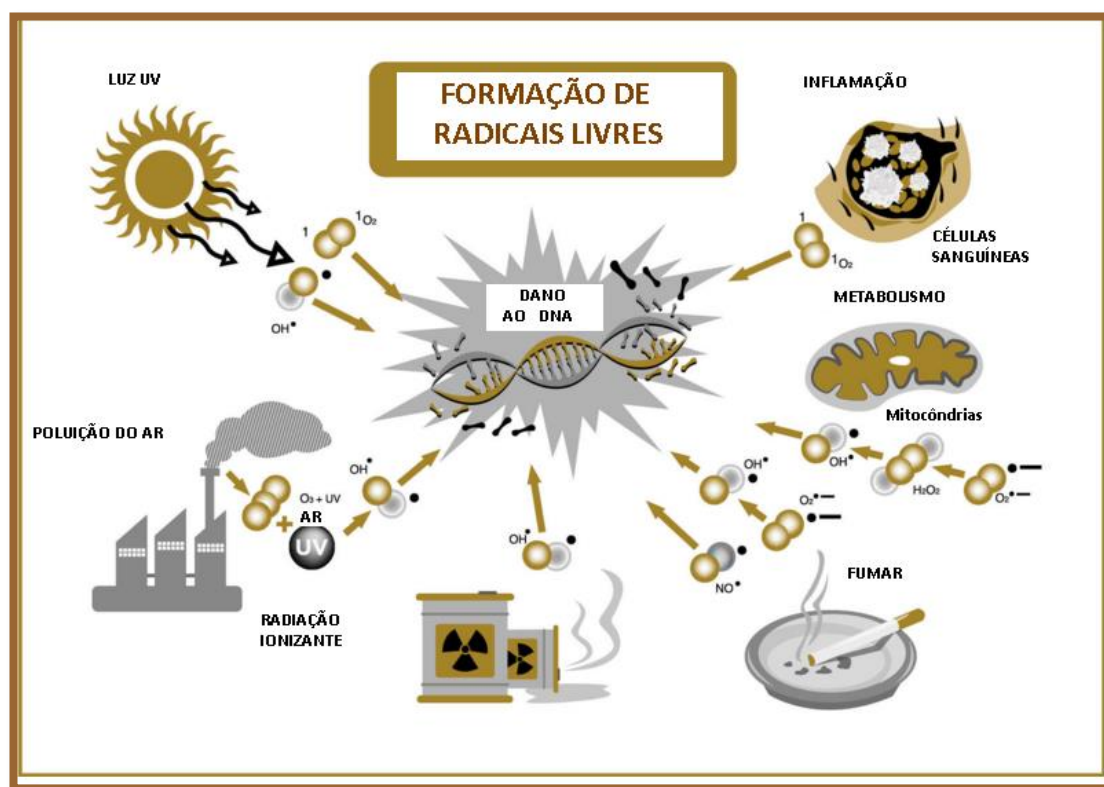 FORMAÇÃO DE
RADICAIS LIVRES
LUZ UV
1
¹O₂
OH•
INFLAMAÇÃO
CÉLULAS
SANGUÍNEAS
1
¹O₂
DANO
AO DNA
METABOLISMO
Mitocôndrias
OH•
H₂O₂
O₂•—
POLUIÇÃO DO AR
O₃ + UV
AR
UV
OH•
RADIAÇÃO
IONIZANTE
OH•
OH•
O₂•—
NO•
FUMAR